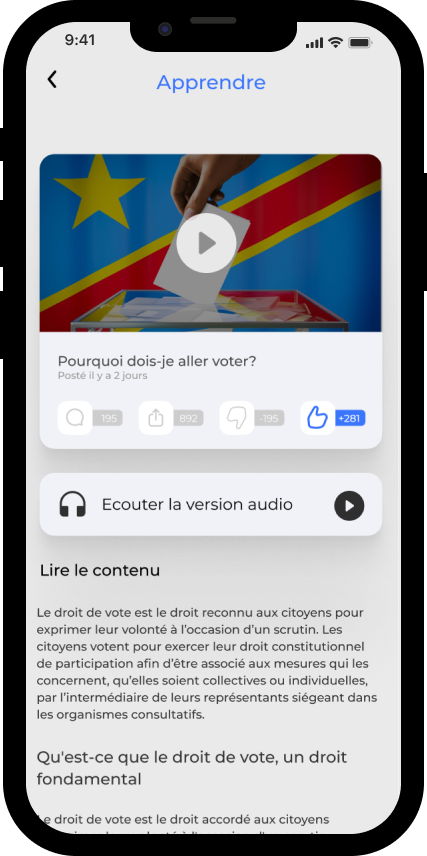 9:41
Apprendre
Pourquoi dois-je aller voter?
Posté il y a 2 jours
195 892 -195 +281
Ecouter la version audio
Lire le contenu
Le droit de vote est le droit reconnu aux citoyens pour
exprimer leur volonté à l'occasion d'un scrutin. Les
citoyens votent pour exercer leur droit constitutionnel
de participation afin d'être associé aux mesures qui les
concernent, qu'elles soient collectives ou individuelles,
par l'intermédiaire de leurs représentants siégeant dans
les organismes consultatifs.
Qu'est-ce que le droit de vote, un droit
fondamental
Le droit de vote est le droit accordé aux citoyens